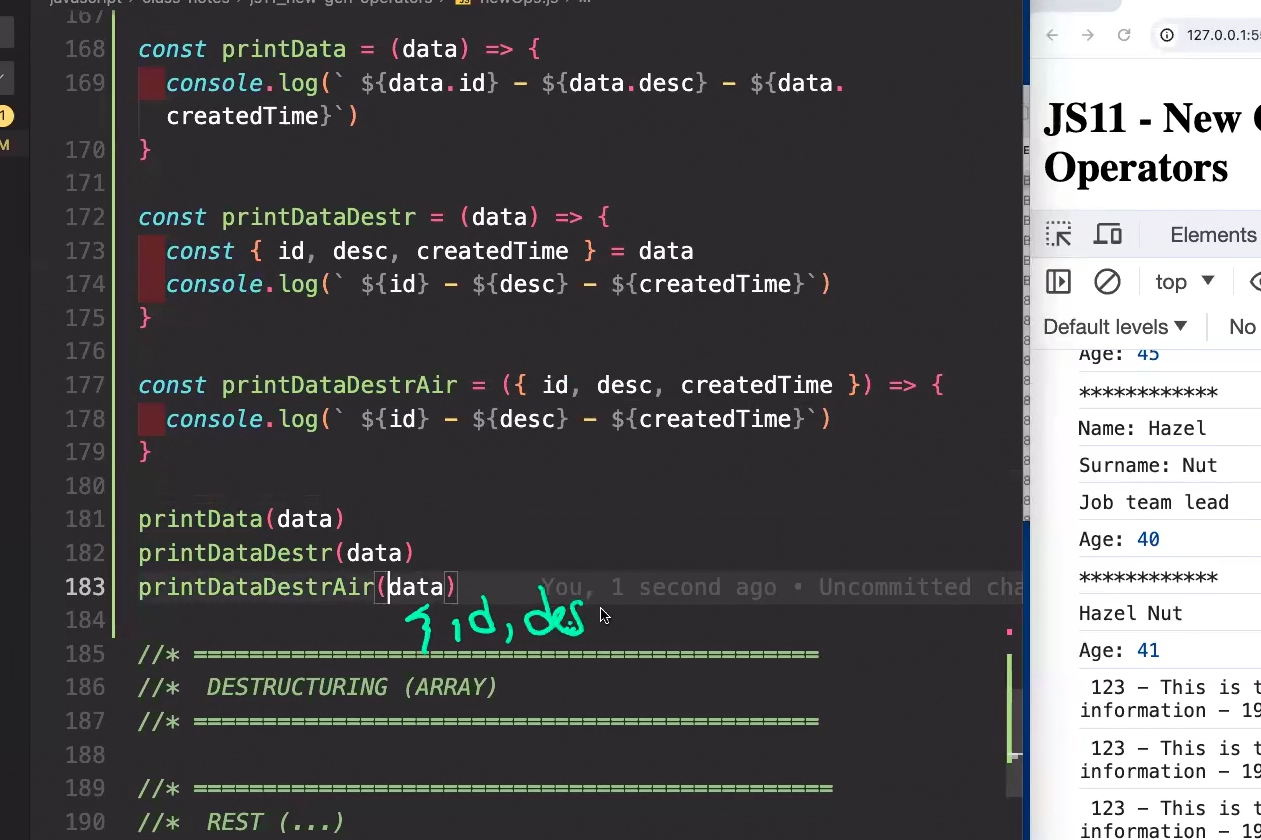 javascript > class-notes > js11_new-gen-operators > JS newOps.js > ...
167
168 const printData = (data) => {
169 console.log(` ${data.id} - ${data.desc} - ${data.
createdTime}`)
170 }
171
172 const printDataDestr = (data) => {
173 const { id, desc, createdTime } = data
174 console.log(` ${id} - ${desc} - ${createdTime}`)
175 }
176
177 const printDataDestrAir = ({ id, desc, createdTime }) => {
178 console.log(` ${id} - ${desc} - ${createdTime}`)
179 }
180
181 printData(data)
182 printDataDestr(data)
183 printDataDestrAir(data) You, 1 second ago • Uncommitted cha
{ id, des
184
185 //* =============================================
186 //* DESTRUCTURING (ARRAY)
187 //* =============================================
188
189 //* ==============================================
190 //* REST (...)
1
M
127.0.0.1:55
JS11 - New G
Operators
Elements
top
Default levels No
Age: 45
************
Name: Hazel
Surname: Nut
Job team lead
Age: 40
************
Hazel Nut
Age: 41
123 - This is t
information - 19
123 - This is t
information - 19
123 - This is t
information - 19